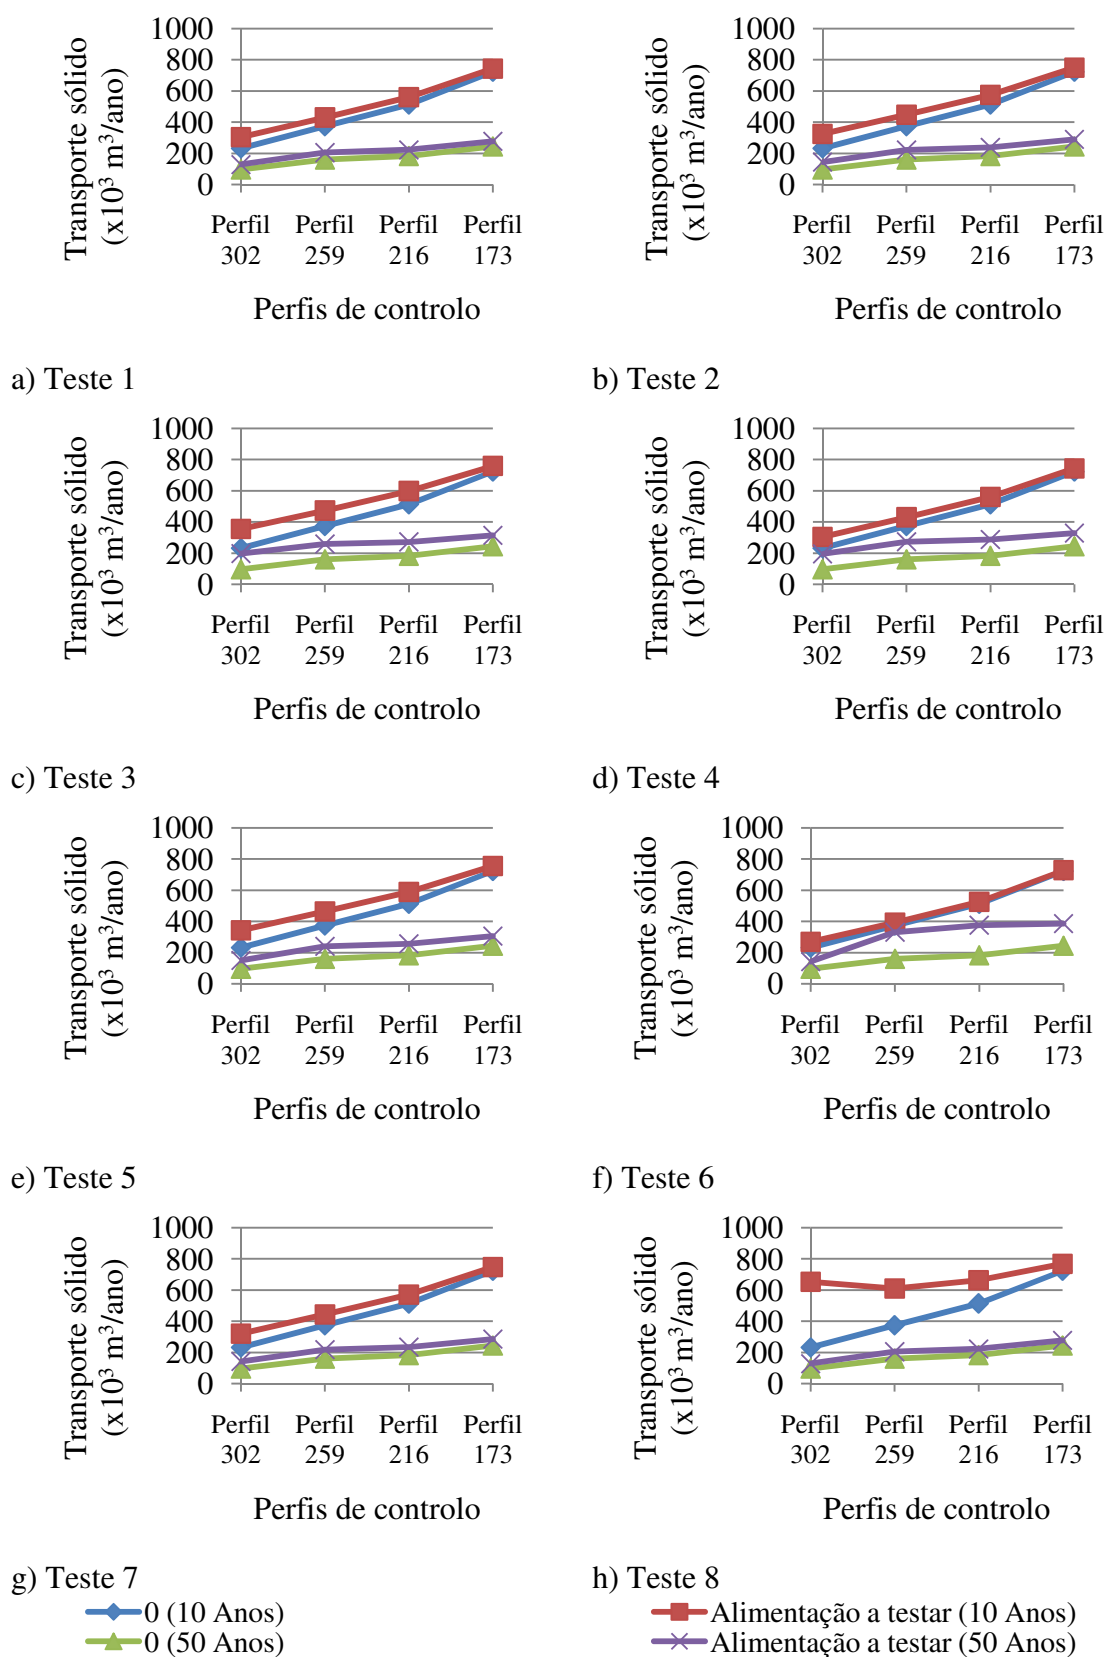 Transporte sólido
(x10³ m³/ano)
1000
800
600
400
200
0
Perfil Perfil Perfil Perfil
302 259 216 173
Perfis de controlo
a) Teste 1
Transporte sólido
(x10³ m³/ano)
1000
800
600
400
200
0
Perfil Perfil Perfil Perfil
302 259 216 173
Perfis de controlo
b) Teste 2
Transporte sólido
(x10³ m³/ano)
1000
800
600
400
200
0
Perfil Perfil Perfil Perfil
302 259 216 173
Perfis de controlo
c) Teste 3
Transporte sólido
(x10³ m³/ano)
1000
800
600
400
200
0
Perfil Perfil Perfil Perfil
302 259 216 173
Perfis de controlo
d) Teste 4
Transporte sólido
(x10³ m³/ano)
1000
800
600
400
200
0
Perfil Perfil Perfil Perfil
302 259 216 173
Perfis de controlo
e) Teste 5
Transporte sólido
(x10³ m³/ano)
1000
800
600
400
200
0
Perfil Perfil Perfil Perfil
302 259 216 173
Perfis de controlo
f) Teste 6
Transporte sólido
(x10³ m³/ano)
1000
800
600
400
200
0
Perfil Perfil Perfil Perfil
302 259 216 173
Perfis de controlo
g) Teste 7
Transporte sólido
(x10³ m³/ano)
1000
800
600
400
200
0
Perfil Perfil Perfil Perfil
302 259 216 173
Perfis de controlo
h) Teste 8
0 (10 Anos)
Alimentação a testar (10 Anos)
0 (50 Anos)
Alimentação a testar (50 Anos)